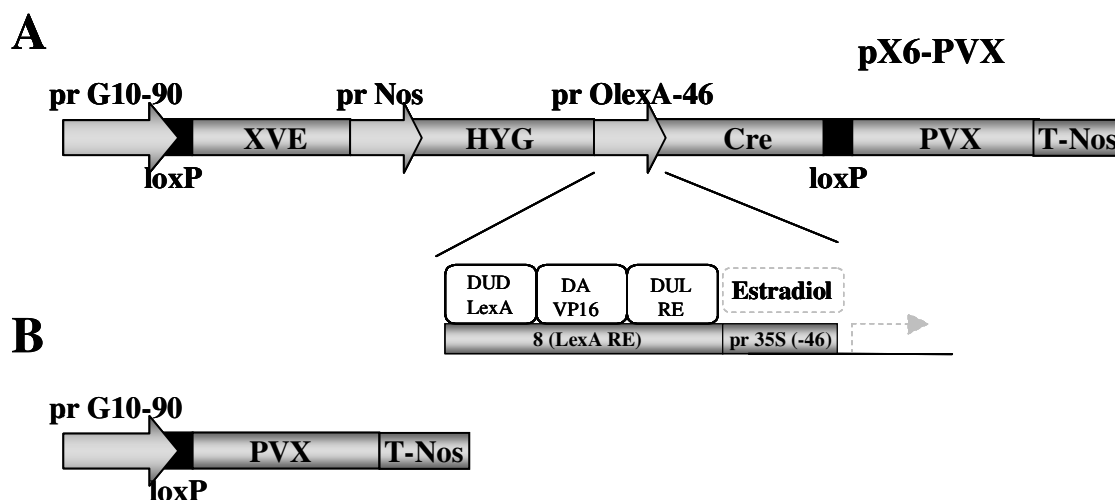 A
pX6-PVX
pr G10-90
pr Nos
pr OlexA-46
XVE
HYG
Cre
PVX
T-Nos
loxP
loxP
DUD
LexA
DA
VP16
DUL
RE
Estradiol
8 (LexA RE)
pr 35S (-46)
B
pr G10-90
PVX
T-Nos
loxP